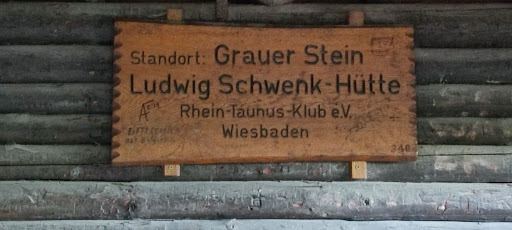 Standort: Grauer Stein
Ludwig Schwenk-Hütte
Rhein-Taunus-Klub e.V.
Wiesbaden